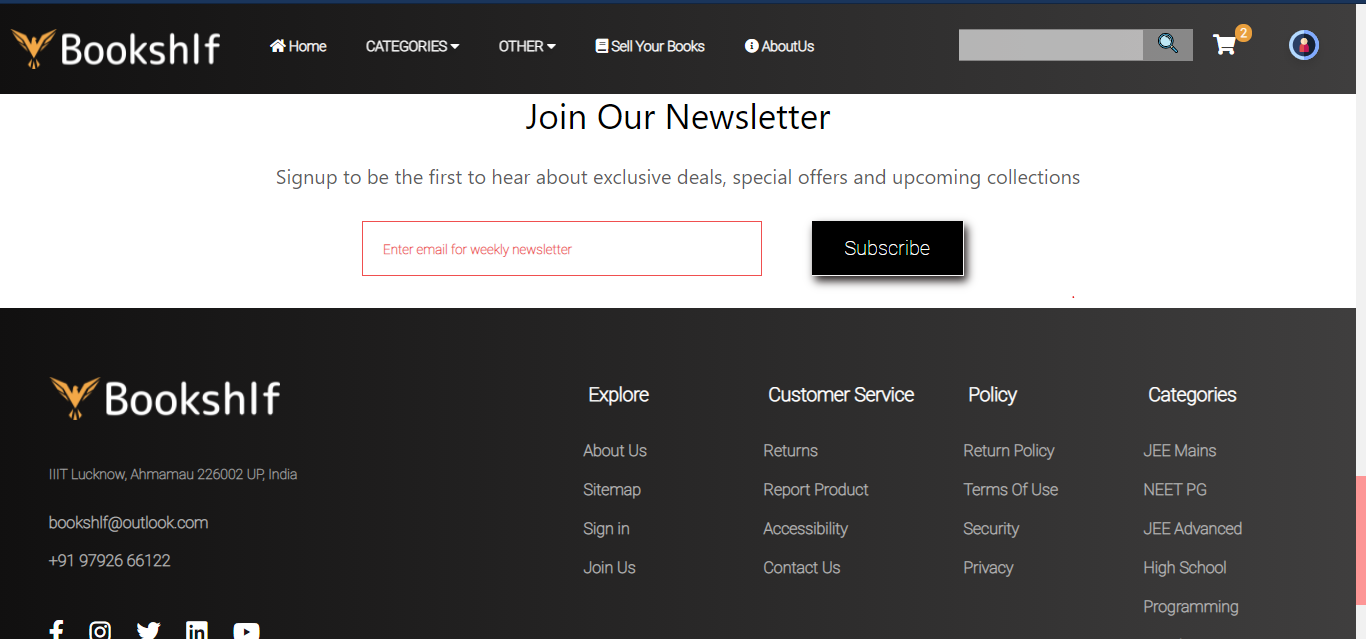 Bookshlf
Home CATEGORIES OTHER Sell Your Books AboutUs 2
Join Our Newsletter
Signup to be the first to hear about exclusive deals, special offers and upcoming collections
Enter email for weekly newsletter
Subscribe
.
Bookshlf
IIIT Lucknow, Ahmamau 226002 UP, India
bookshlf@outlook.com
+91 97926 66122
Explore
About Us
Sitemap
Sign in
Join Us
Customer Service
Returns
Report Product
Accessibility
Contact Us
Policy
Return Policy
Terms Of Use
Security
Privacy
Categories
JEE Mains
NEET PG
JEE Advanced
High School
Programming